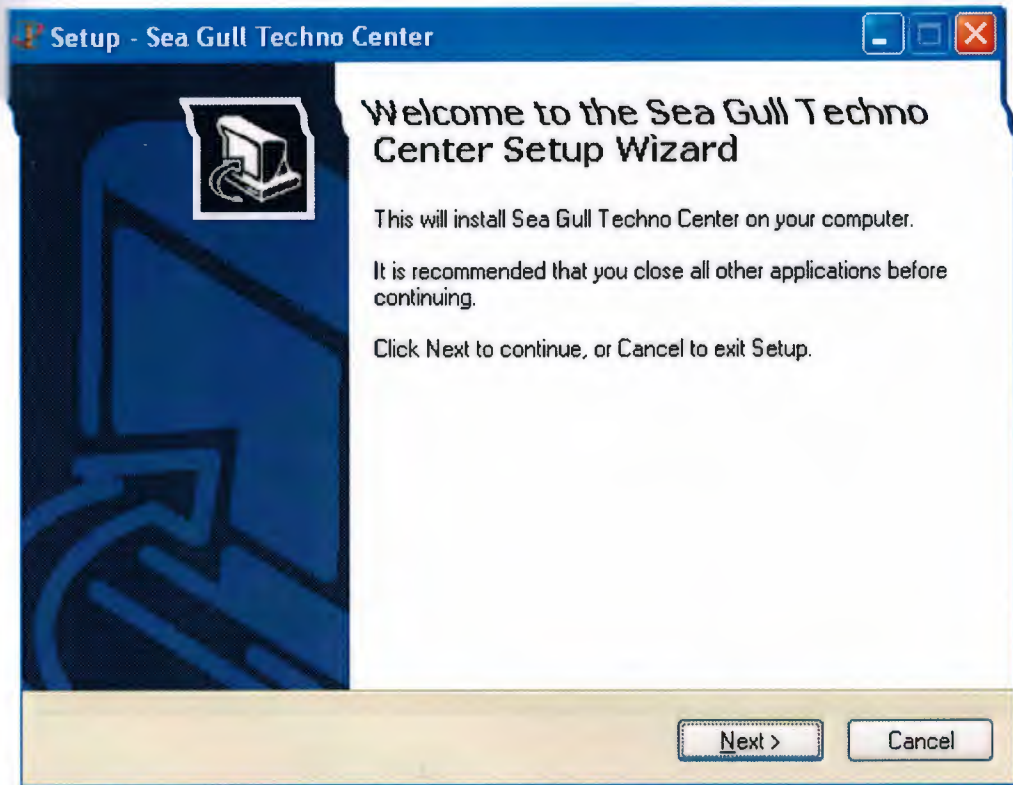 Setup - Sea Gull Techno Center
Welcome to the Sea Gull Techno
Center Setup Wizard
This will install Sea Gull Techno Center on your computer.
It is recommended that you close all other applications before
continuing.
Click Next to continue, or Cancel to exit Setup.
Next >
Cancel